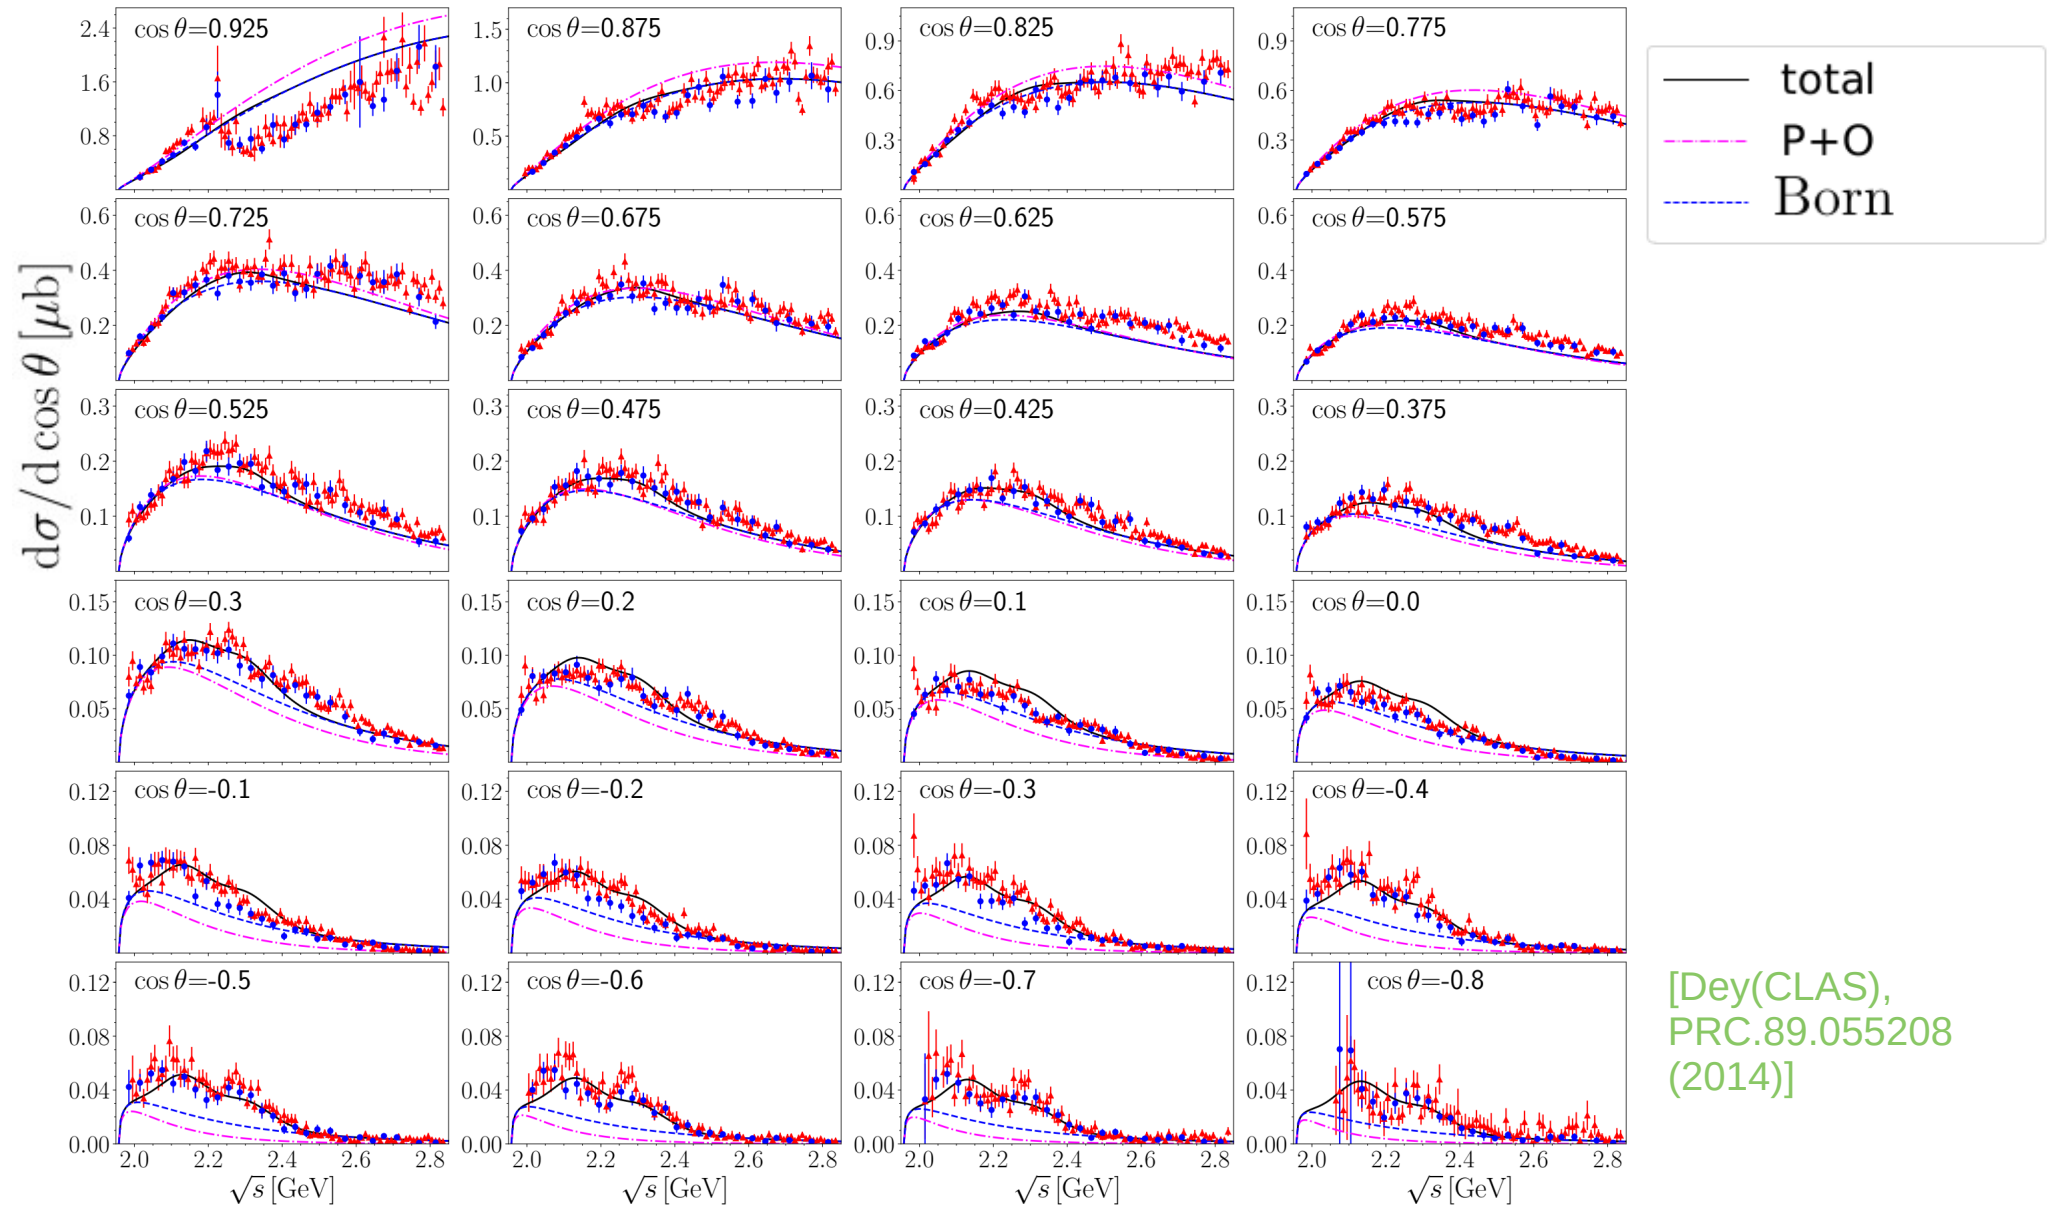 cos θ=0.925
cos θ=0.875
cos θ=0.825
cos θ=0.775
2.4
1.6
0.8
1.5
1.0
0.5
0.9
0.6
0.3
0.9
0.6
0.3
total
P+O
Born
cos θ=0.725
cos θ=0.675
cos θ=0.625
cos θ=0.575
0.6
0.4
0.2
0.6
0.4
0.2
0.6
0.4
0.2
0.6
0.4
0.2
dσ/d cos θ [μb]
cos θ=0.525
cos θ=0.475
cos θ=0.425
cos θ=0.375
0.3
0.2
0.1
0.3
0.2
0.1
0.3
0.2
0.1
0.3
0.2
0.1
cos θ=0.3
cos θ=0.2
cos θ=0.1
cos θ=0.0
0.15
0.10
0.05
0.15
0.10
0.05
0.15
0.10
0.05
0.15
0.10
0.05
cos θ=-0.1
cos θ=-0.2
cos θ=-0.3
cos θ=-0.4
0.12
0.08
0.04
0.12
0.08
0.04
0.12
0.08
0.04
0.12
0.08
0.04
cos θ=-0.5
cos θ=-0.6
cos θ=-0.7
cos θ=-0.8
0.12
0.08
0.04
0.00
0.12
0.08
0.04
0.00
0.12
0.08
0.04
0.00
0.12
0.08
0.04
0.00
2.0 2.2 2.4 2.6 2.8
2.0 2.2 2.4 2.6 2.8
2.0 2.2 2.4 2.6 2.8
2.0 2.2 2.4 2.6 2.8
√s [GeV]
√s [GeV]
√s [GeV]
√s [GeV]
[Dey(CLAS),
PRC.89.055208
(2014)]